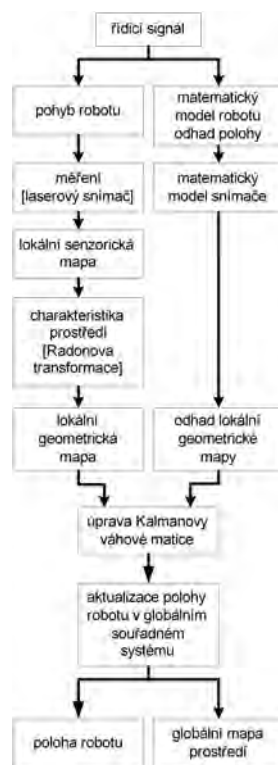 řídící signál
pohyb robotu
matematický
model robotu
odhad polohy
měření
[laserový snímač]
matematický
model snímače
lokální senzorická
mapa
charakteristika
prostředí
[Radonova
transformace]
lokální
geometrická
mapa
odhad lokální
geometrické
mapy
úprava Kalmanovy
váhové matice
aktualizace polohy
robotu v globálním
souřadném
systému
poloha robotu
globální mapa
prostředí